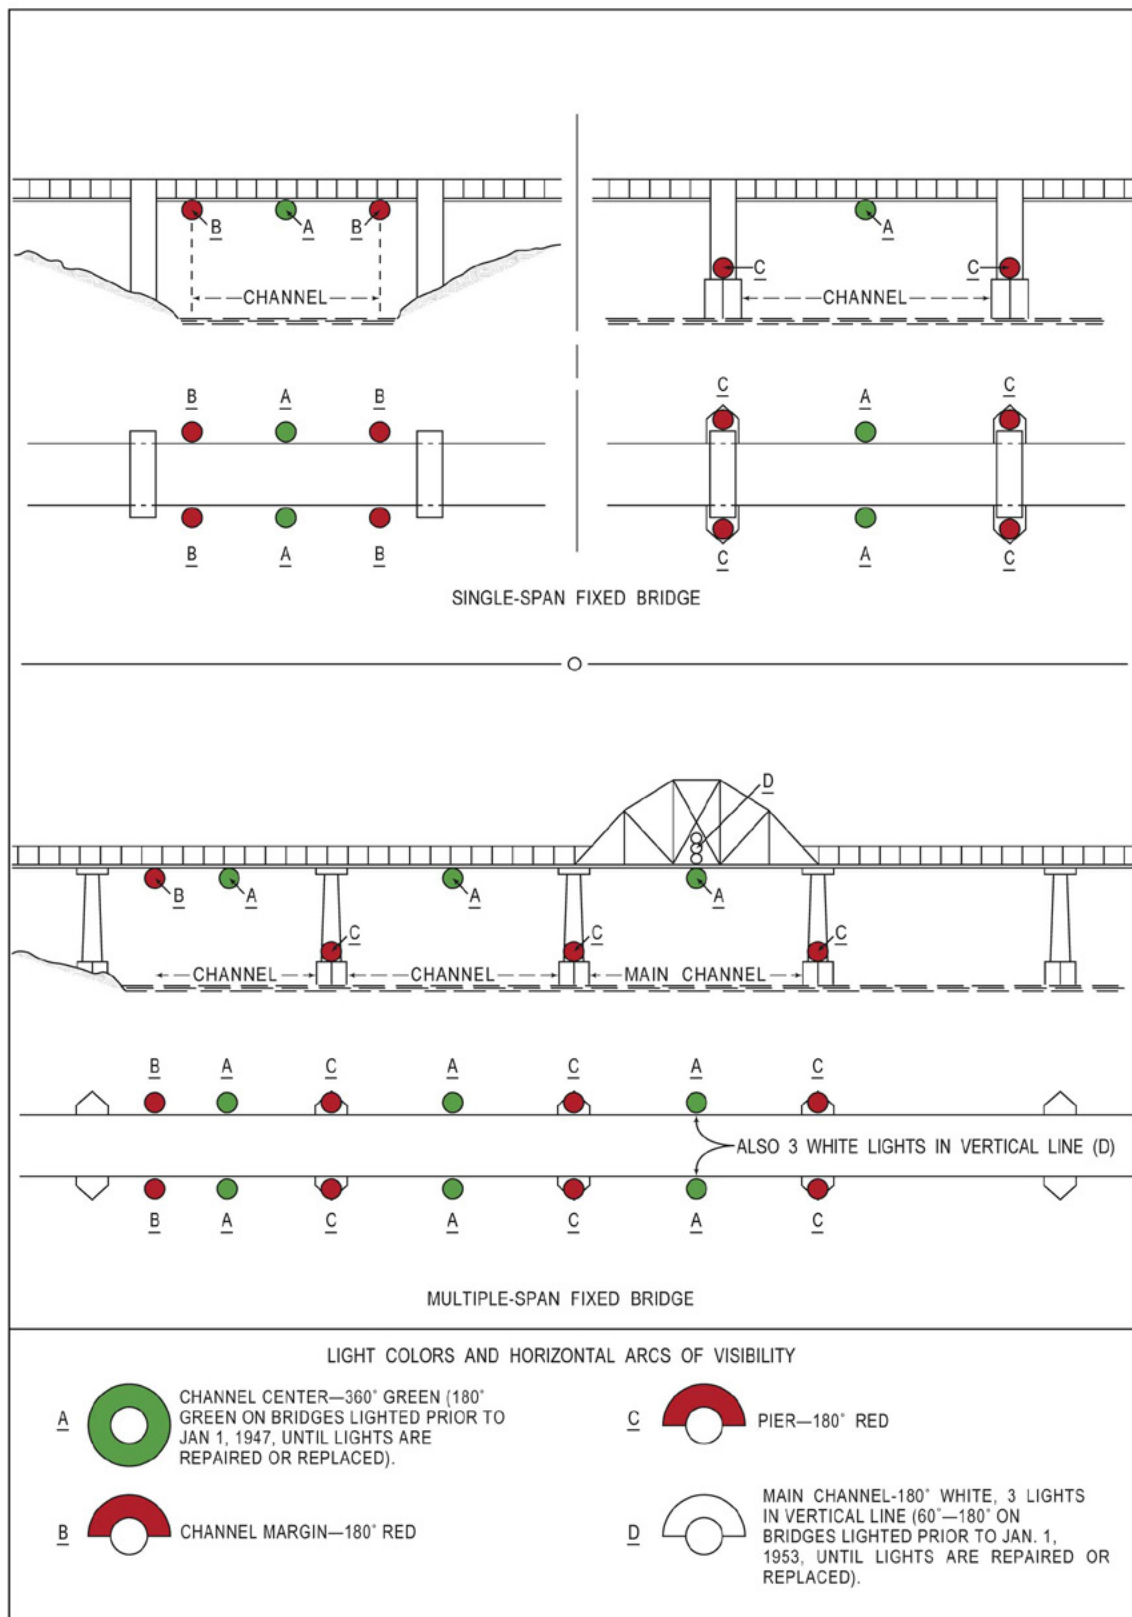 B A B
CHANNEL
A
C C
CHANNEL
B A B
B A B
C A C
C A C
SINGLE-SPAN FIXED BRIDGE
D
B A A A
C C C
CHANNEL CHANNEL MAIN CHANNEL
B A C A C A C
ALSO 3 WHITE LIGHTS IN VERTICAL LINE (D)
B A C A C A C
MULTIPLE-SPAN FIXED BRIDGE
LIGHT COLORS AND HORIZONTAL ARCS OF VISIBILITY
A
CHANNEL CENTER—360° GREEN (180°
GREEN ON BRIDGES LIGHTED PRIOR TO
JAN 1, 1947, UNTIL LIGHTS ARE
REPAIRED OR REPLACED).
B
CHANNEL MARGIN—180° RED
C
PIER—180° RED
D
MAIN CHANNEL-180° WHITE, 3 LIGHTS
IN VERTICAL LINE (60°—180° ON
BRIDGES LIGHTED PRIOR TO JAN. 1,
1953, UNTIL LIGHTS ARE REPAIRED OR
REPLACED).